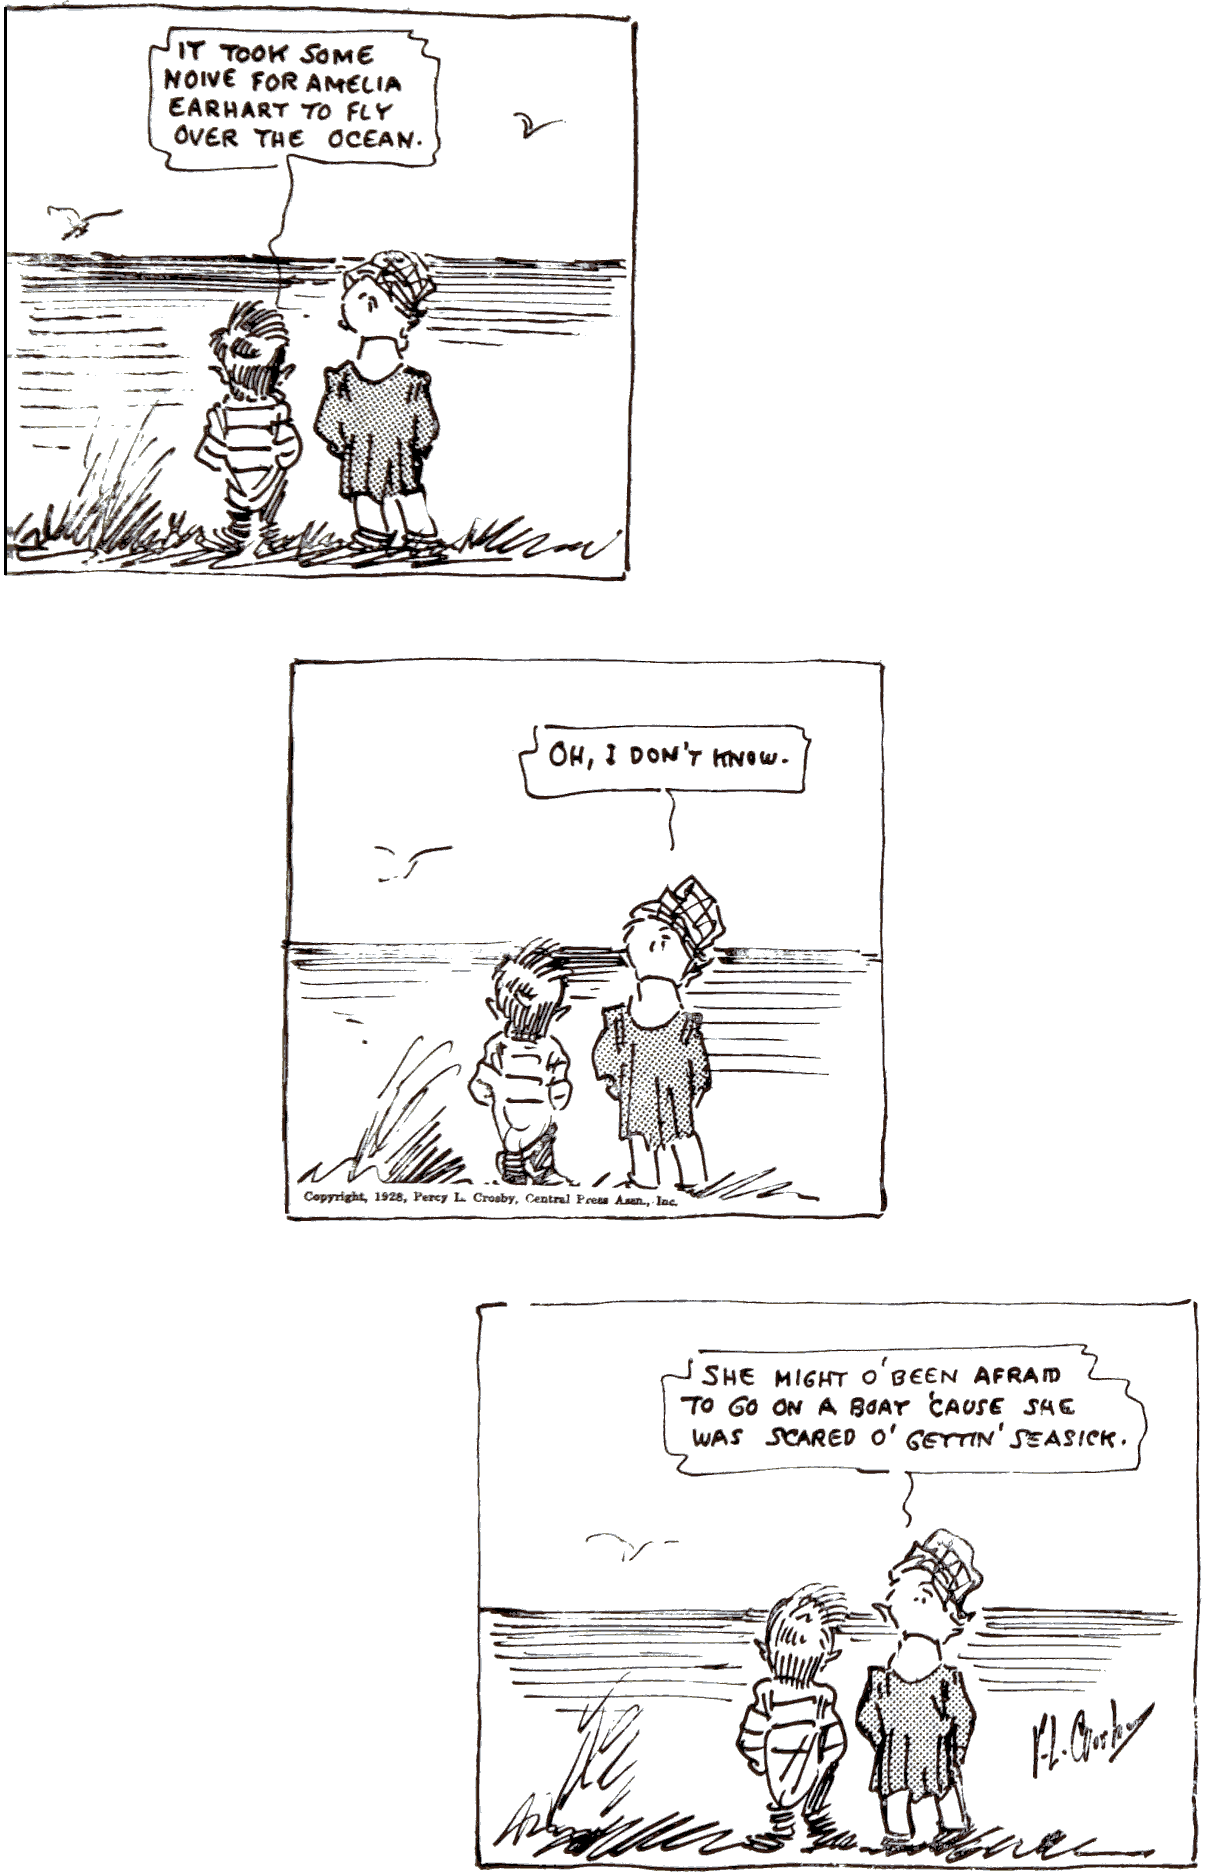 IT TOOK SOME
NOIVE FOR AMELIA
EARHART TO FLY
OVER THE OCEAN.
OH, I DON'T KNOW.
Copyright, 1928, Percy L. Crosby, Central Press Assn., Inc.
SHE MIGHT O' BEEN AFRAID
TO GO ON A BOAT 'CAUSE SHE
WAS SCARED O' GETTIN' SEASICK.
P.L. Crosby